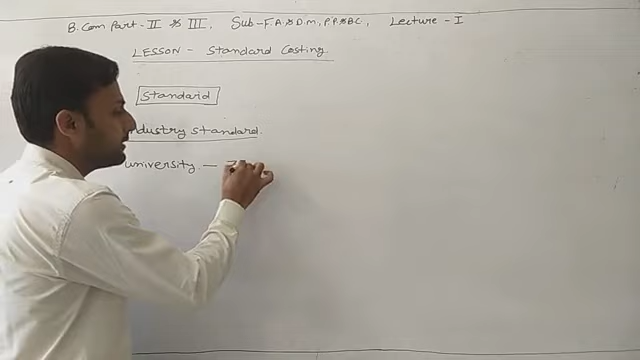 B.Com Part-II & III, Sub-F.A.&D.M., P.P.&B.C., Lecture-I
LESSON - Standard Costing
Standard
ndustry standard.
university. —